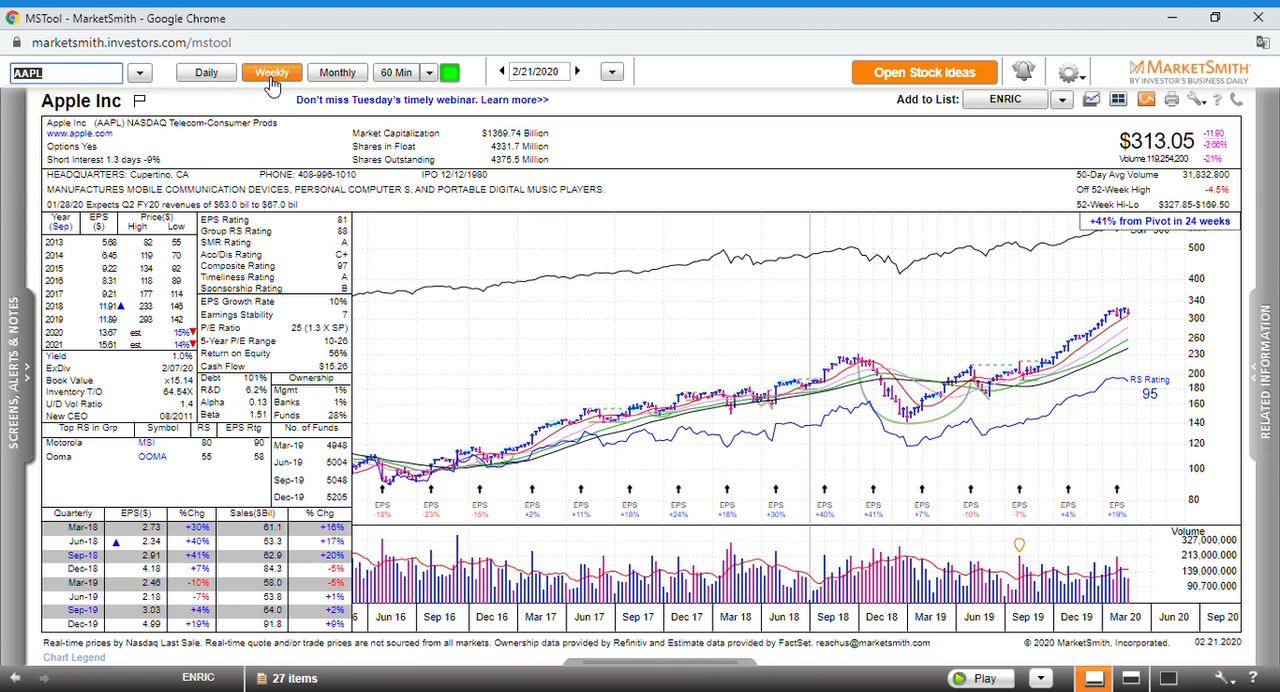 MSTool - MarketSmith - Google Chrome
marketsmith.investors.com/mstool
AAPL Daily Weekly Monthly 60 Min 2/21/2020 Open Stock Ideas MARKETSMITH
BY INVESTOR'S BUSINESS DAILY
Apple Inc Don't miss Tuesday's timely webinar. Learn more>> Add to List: ENRIC
Apple Inc (AAPL) NASDAQ Telecom-Consumer Prods
www.apple.com Market Capitalization $1369.74 Billion $313.05 -11.90
Options Yes Shares in Float 4331.7 Million -3.66%
Short Interest 1.3 days -9% Shares Outstanding 4375.5 Million Volume 119,254,200 -21%
HEADQUARTERS: Cupertino, CA PHONE: 408-996-1010 IPO 12/12/1980 50-Day Avg Volume 31,832,800
MANUFACTURES MOBILE COMMUNICATION DEVICES, PERSONAL COMPUTER S, AND PORTABLE DIGITAL MUSIC PLAYERS. Off 52-Week High -4.5%
01/28/20 Expects Q2 FY20 revenues of $63.0 bil to $67.0 bil 52-Week Hi-Lo $327.85-$169.50
+41% from Pivot in 24 weeks
Year (Sep) EPS ($) Price($) High Low
2013 5.68 82 55
2014 6.45 119 70
2015 9.22 134 92
2016 8.31 118 89
2017 9.21 177 114
2018 11.91 233 146
2019 11.89 293 142
2020 13.67 est. 15%
2021 15.61 est. 14%
Yield 1.0%
ExDiv 2/07/20
Book Value x15.14
Inventory T/O 64.54X
U/D Vol Ratio 1.4
New CEO 08/2011
EPS Rating 81
Group RS Rating 88
SMR Rating A
Acc/Dis Rating C+
Composite Rating 97
Timeliness Rating A
Sponsorship Rating B
EPS Growth Rate 10%
Earnings Stability 7
P/E Ratio 25 (1.3 X SP)
5-Year P/E Range 10-26
Return on Equity 56%
Cash Flow $15.26
Debt 101%
R&D 6.2%
Alpha 0.13
Beta 1.51
Ownership
Mgmt 1%
Banks 1%
Funds 28%
Top RS in Grp Symbol RS EPS Rtg
Motorola MSI 80 90
Ooma OOMA 55 58
No. of Funds
Mar-19 4948
Jun-19 5004
Sep-19 5048
Dec-19 5205
Quarterly EPS($) %Chg Sales($Bil) % Chg
Mar-18 2.73 +30% 61.1 +16%
Jun-18 2.34 +40% 53.3 +17%
Sep-18 2.91 +41% 62.9 +20%
Dec-18 4.18 +7% 84.3 -5%
Mar-19 2.46 -10% 58.0 -5%
Jun-19 2.18 -7% 53.8 +1%
Sep-19 3.03 +4% 64.0 +2%
Dec-19 4.99 +19% 91.8 +9%
500
400
340
300
260
230
200
180
160
140
120
100
80
RS Rating
95
EPS EPS EPS EPS EPS EPS EPS EPS EPS EPS EPS EPS EPS EPS EPS EPS
-18% -23% -15% +2% +11% +18% +24% +16% +30% +40% +41% +7% -10% -7% +4% +19%
Volume
327,000,000
213,000,000
139,000,000
90,700,000
6 Jun 16 Sep 16 Dec 16 Mar 17 Jun 17 Sep 17 Dec 17 Mar 18 Jun 18 Sep 18 Dec 18 Mar 19 Jun 19 Sep 19 Dec 19 Mar 20 Jun 20 Sep 20
Real-time prices by Nasdaq Last Sale. Real-time quote and/or trade prices are not sourced from all markets. Ownership data provided by Refinitiv and Estimate data provided by FactSet. reachus@marketsmith.com © 2020 MarketSmith, Incorporated. 02.21.2020
Chart Legend
SCREENS, ALERTS & NOTES
RELATED INFORMATION
ENRIC 27 items Play